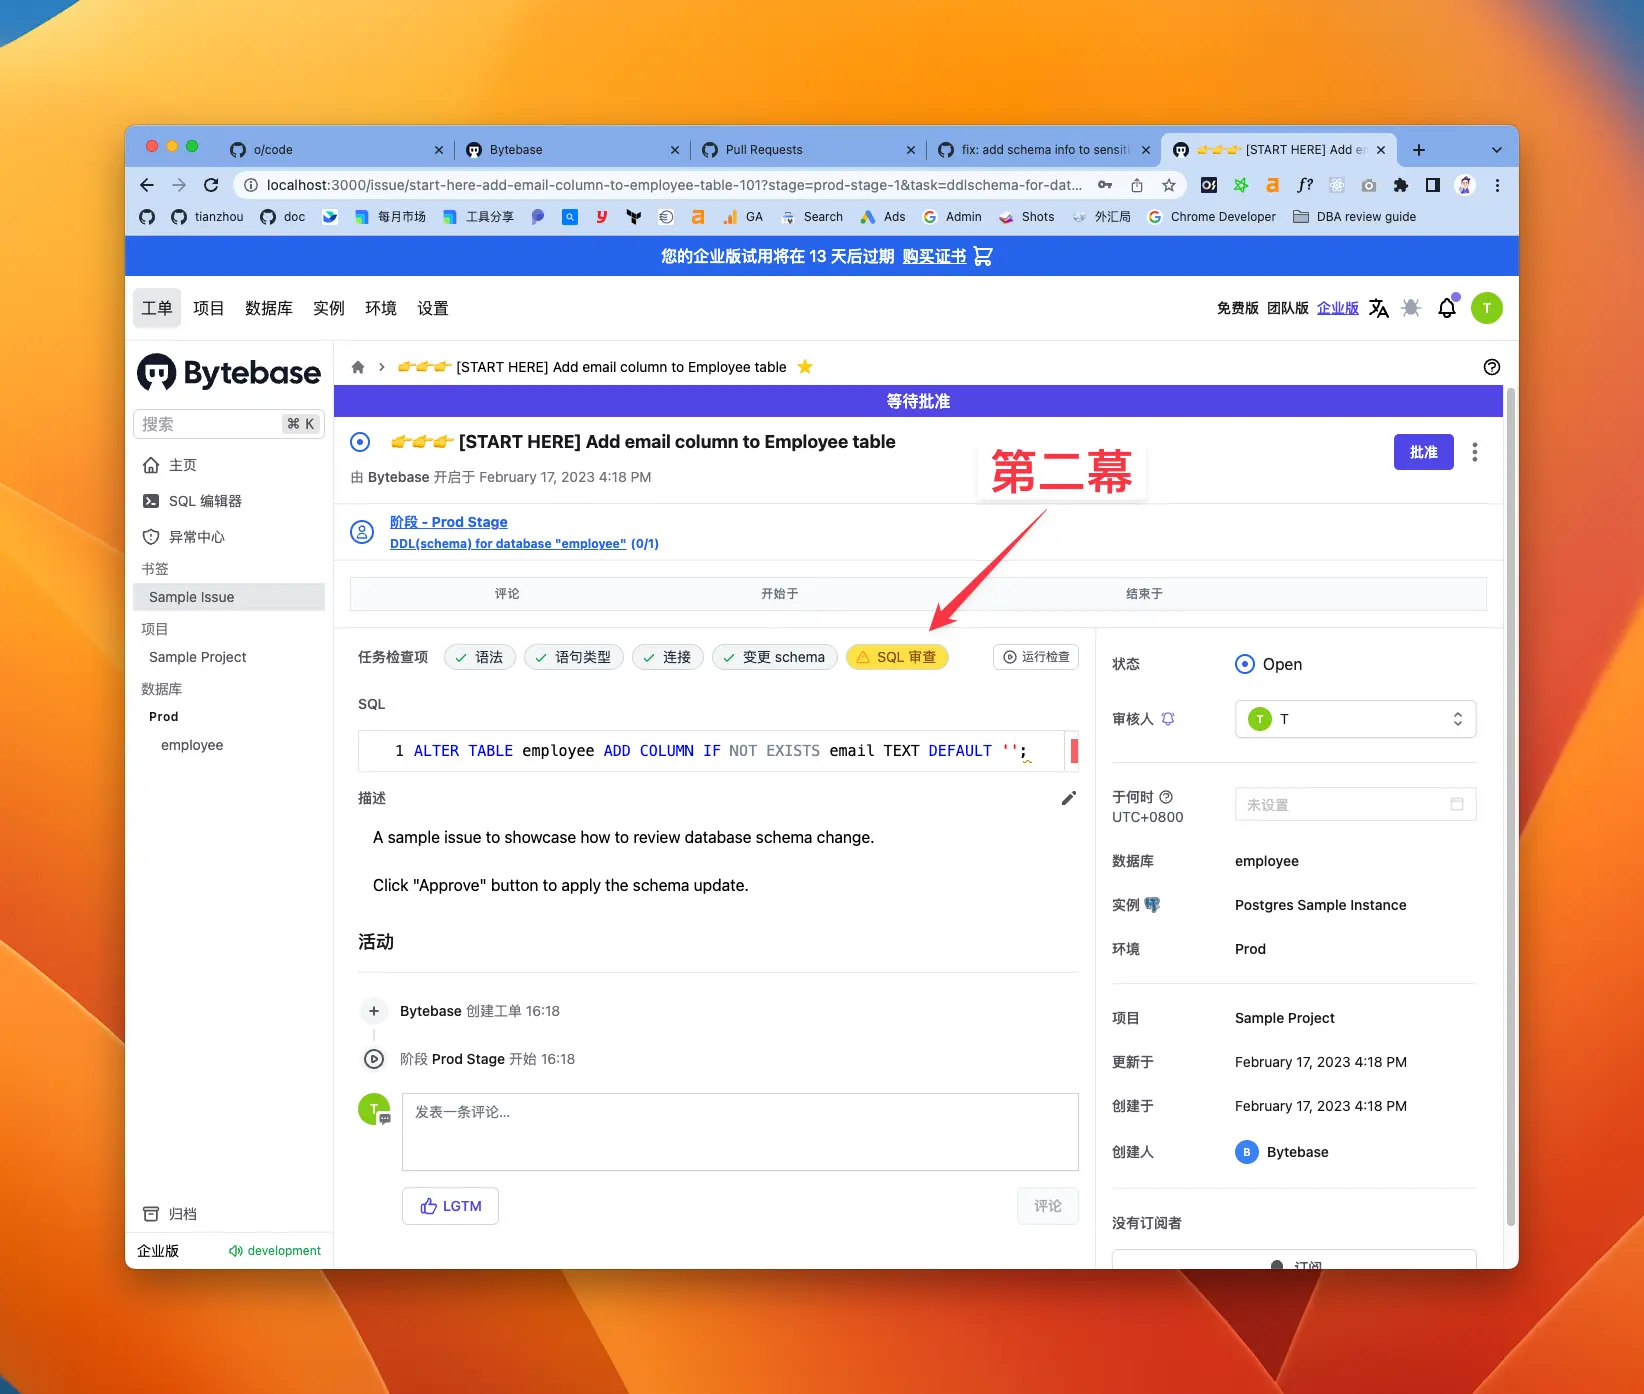 o/code
Bytebase
Pull Requests
fix: add schema info to sensiti
👉👉👉 [START HERE] Add en
localhost:3000/issue/start-here-add-email-column-to-employee-table-101?stage=prod-stage-1&task=ddlschema-for-dat...
tianzhou
doc
每月市场
工具分享
GA
Search
Ads
Admin
Shots
外汇局
Chrome Developer
DBA review guide
您的企业版试用将在 13 天后过期 购买证书
工单 项目 数据库 实例 环境 设置
免费版 团队版 企业版
T
Bytebase
👉👉👉 [START HERE] Add email column to Employee table
搜索 ⌘ K
等待批准
👉👉👉 [START HERE] Add email column to Employee table
批准
由 Bytebase 开启于 February 17, 2023 4:18 PM
第二幕
主页
SQL 编辑器
异常中心
书签
Sample Issue
项目
Sample Project
数据库
Prod
employee
阶段 - Prod Stage
DDL(schema) for database "employee" (0/1)
评论 开始于 结束于
任务检查项 语法 语句类型 连接 变更 schema SQL 审查 运行检查
SQL
1 ALTER TABLE employee ADD COLUMN IF NOT EXISTS email TEXT DEFAULT '';
描述
A sample issue to showcase how to review database schema change.
Click "Approve" button to apply the schema update.
活动
Bytebase 创建工单 16:18
阶段 Prod Stage 开始 16:18
T
发表一条评论...
LGTM
评论
状态 Open
审核人 T T
于何时 未设置
UTC+0800
数据库 employee
实例 Postgres Sample Instance
环境 Prod
项目 Sample Project
更新于 February 17, 2023 4:18 PM
创建于 February 17, 2023 4:18 PM
创建人 B Bytebase
没有订阅者
订阅
归档
企业版 development